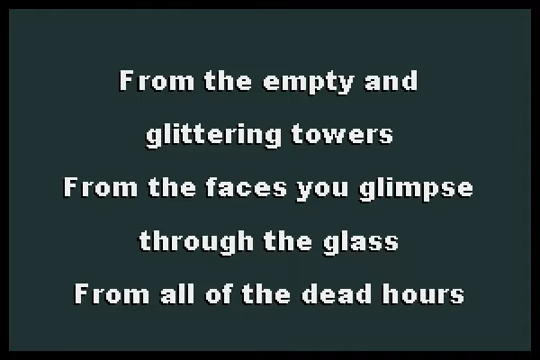 From the empty and
glittering towers
From the faces you glimpse
through the glass
From all of the dead hours